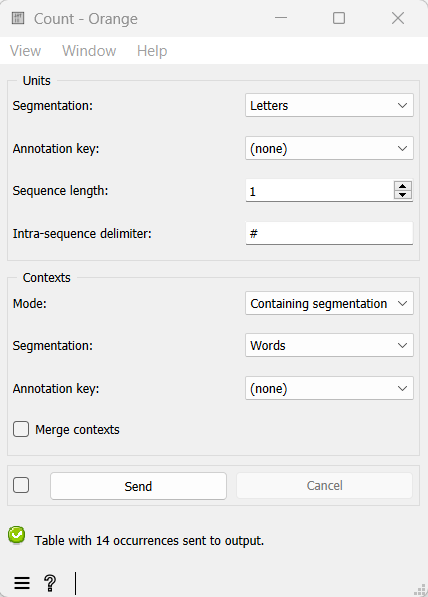 Count - Orange
View Window Help
Units
Segmentation: Letters
Annotation key: (none)
Sequence length: 1
Intra-sequence delimiter: #
Contexts
Mode: Containing segmentation
Segmentation: Words
Annotation key: (none)
Merge contexts
Send Cancel
Table with 14 occurrences sent to output.
?